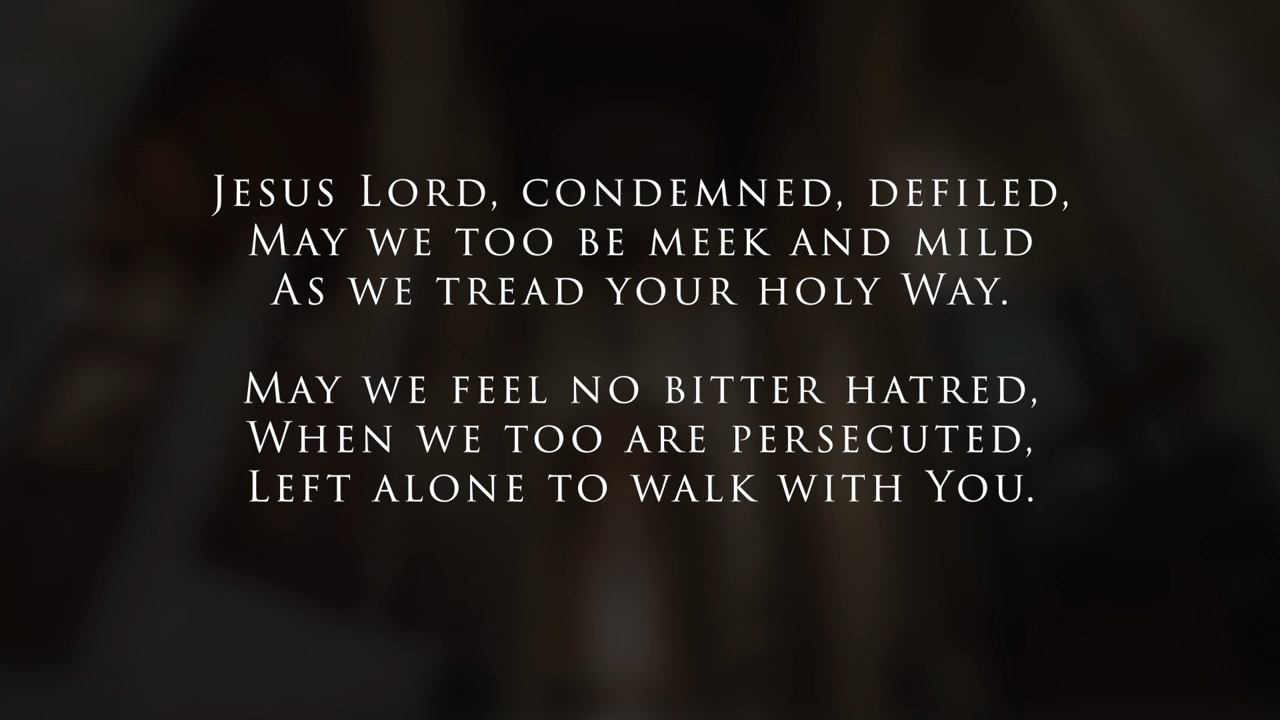 Jesus Lord, condemned, defiled,
May we too be meek and mild
As we tread your holy Way.
May we feel no bitter hatred,
When we too are persecuted,
Left alone to walk with You.